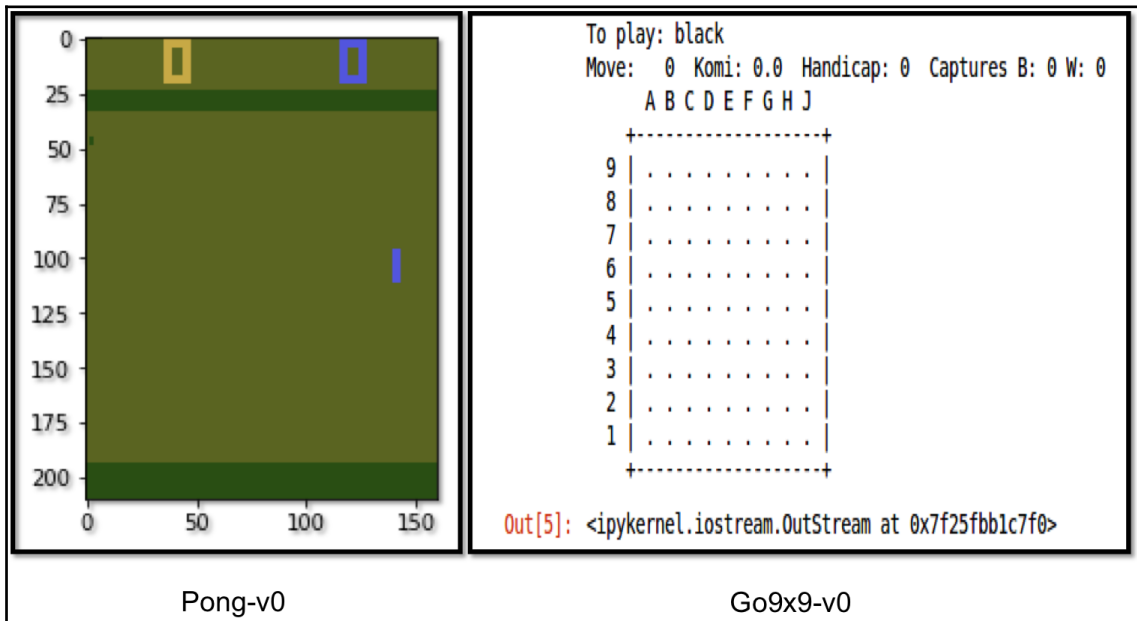 0
0
0
25
50
75
100
125
150
175
200
0
50
100
150
To play: black
Move:   0  Komi: 0.0  Handicap: 0  Captures B: 0 W: 0
A B C D E F G H J
+------------------+
9 | . . . . . . . . . |
8 | . . . . . . . . . |
7 | . . . . . . . . . |
6 | . . . . . . . . . |
5 | . . . . . . . . . |
4 | . . . . . . . . . |
3 | . . . . . . . . . |
2 | . . . . . . . . . |
1 | . . . . . . . . . |
+------------------+
Out[5]: <ipykernel.iostream.OutStream at 0x7f25fbb1c7f0>
Pong-v0
Go9x9-v0